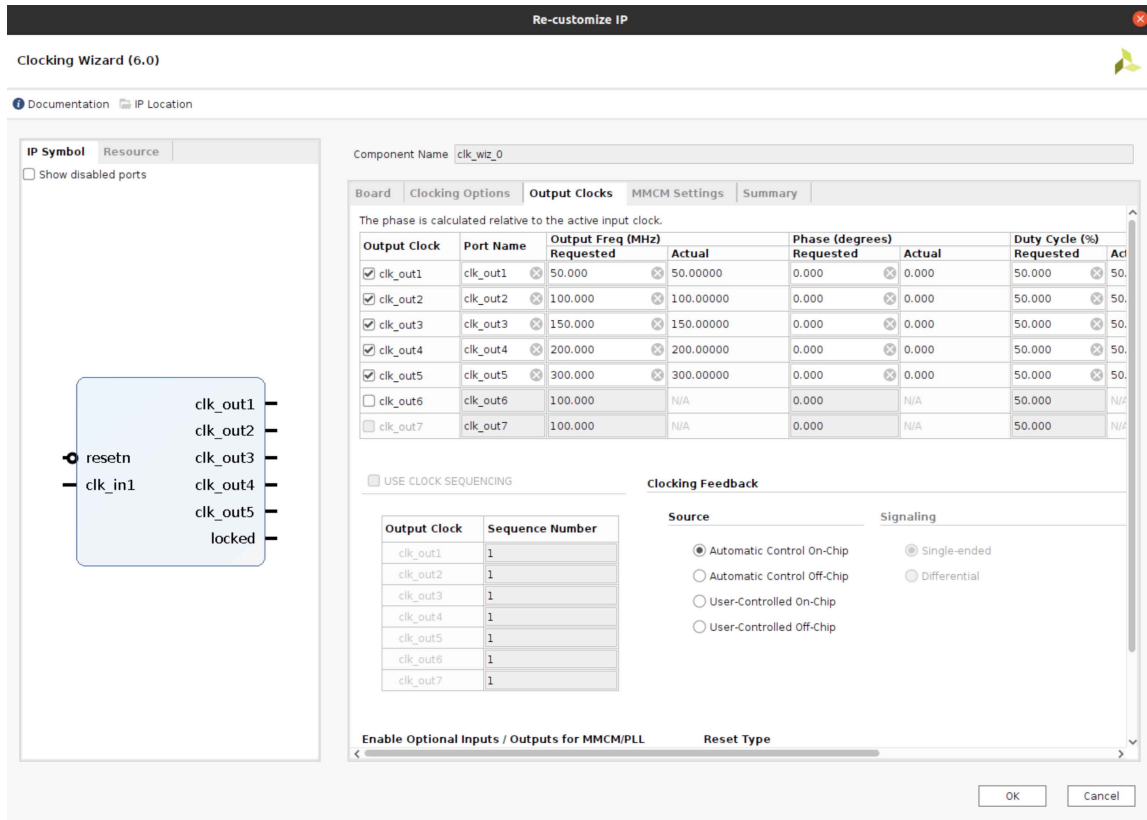 Re-customize IP
Clocking Wizard (6.0)
Documentation IP Location
IP Symbol Resource
Show disabled ports
clk_out1
clk_out2
resetn clk_out3
clk_in1 clk_out4
clk_out5
locked
Component Name clk_wiz_0
Board Clocking Options Output Clocks MMCM Settings Summary
The phase is calculated relative to the active input clock.
Output Clock Port Name Output Freq (MHz) Phase (degrees) Duty Cycle (%)
Requested Actual Requested Actual Requested Act
clk_out1 clk_out1 50.000 50.00000 0.000 0.000 50.000 50.
clk_out2 clk_out2 100.000 100.00000 0.000 0.000 50.000 50.
clk_out3 clk_out3 150.000 150.00000 0.000 0.000 50.000 50.
clk_out4 clk_out4 200.000 200.00000 0.000 0.000 50.000 50.
clk_out5 clk_out5 300.000 300.00000 0.000 0.000 50.000 50.
clk_out6 clk_out6 100.000 N/A 0.000 N/A 50.000 N/A
clk_out7 clk_out7 100.000 N/A 0.000 N/A 50.000 N/A
USE CLOCK SEQUENCING
Output Clock Sequence Number
clk_out1 1
clk_out2 1
clk_out3 1
clk_out4 1
clk_out5 1
clk_out6 1
clk_out7 1
Clocking Feedback
Source Signaling
Automatic Control On-Chip Single-ended
Automatic Control Off-Chip Differential
User-Controlled On-Chip
User-Controlled Off-Chip
Enable Optional Inputs / Outputs for MMCM/PLL Reset Type
OK Cancel